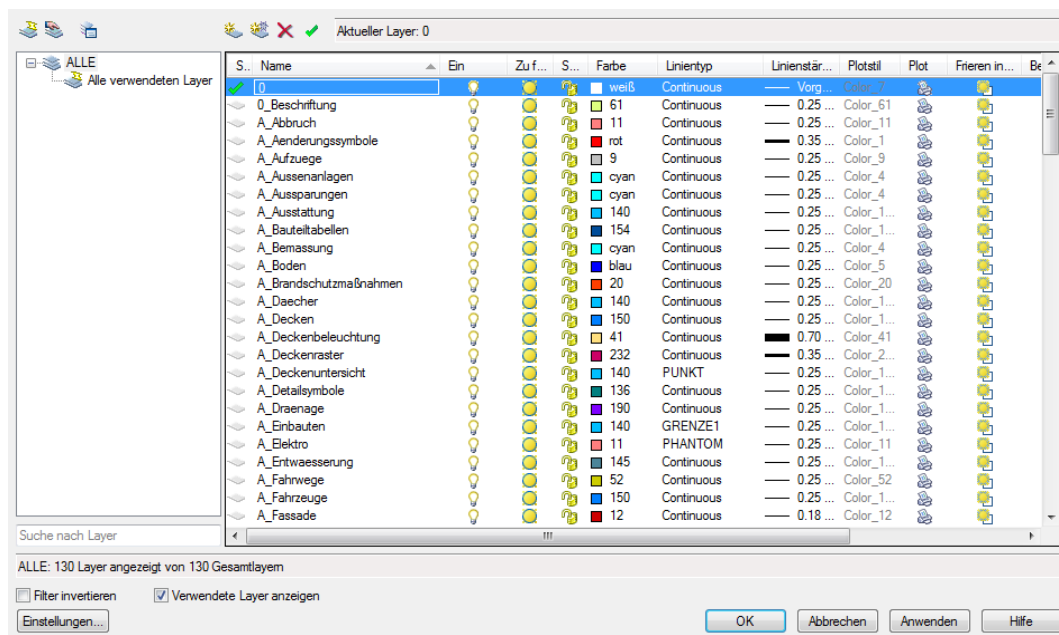 Aktueller Layer: 0
ALLE
Alle verwendeten Layer
S.. Name Ein Zu f... S... Farbe Linientyp Linienstär... Plotstil Plot Frieren in... Be
0 weiß Continuous Vorg... Color_7
0_Beschriftung 61 Continuous 0.25 ... Color_61
A_Abbruch 11 Continuous 0.25 ... Color_11
A_Aenderungssymbole rot Continuous 0.35 ... Color_1
A_Aufzuege 9 Continuous 0.25 ... Color_9
A_Aussenanlagen cyan Continuous 0.25 ... Color_4
A_Aussparungen cyan Continuous 0.25 ... Color_4
A_Ausstattung 140 Continuous 0.25 ... Color_1...
A_Bauteiltabellen 154 Continuous 0.25 ... Color_1...
A_Bemassung cyan Continuous 0.25 ... Color_4
A_Boden blau Continuous 0.25 ... Color_5
A_Brandschutzmaßnahmen 20 Continuous 0.25 ... Color_20
A_Daecher 140 Continuous 0.25 ... Color_1...
A_Decken 150 Continuous 0.25 ... Color_1...
A_Deckenbeleuchtung 41 Continuous 0.70 ... Color_41
A_Deckenraster 232 Continuous 0.35 ... Color_2...
A_Deckenuntersicht 140 PUNKT 0.25 ... Color_1...
A_Detailsymbole 136 Continuous 0.25 ... Color_1...
A_Draenage 190 Continuous 0.25 ... Color_1...
A_Einbauten 140 GRENZE1 0.25 ... Color_1...
A_Elektro 11 PHANTOM 0.25 ... Color_11
A_Entwaesserung 145 Continuous 0.25 ... Color_1...
A_Fahrwege 52 Continuous 0.25 ... Color_52
A_Fahrzeuge 150 Continuous 0.25 ... Color_1...
A_Fassade 12 Continuous 0.18 ... Color_12
Suche nach Layer
ALLE: 130 Layer angezeigt von 130 Gesamtlayern
Filter invertieren Verwendete Layer anzeigen
Einstellungen... OK Abbrechen Anwenden Hilfe